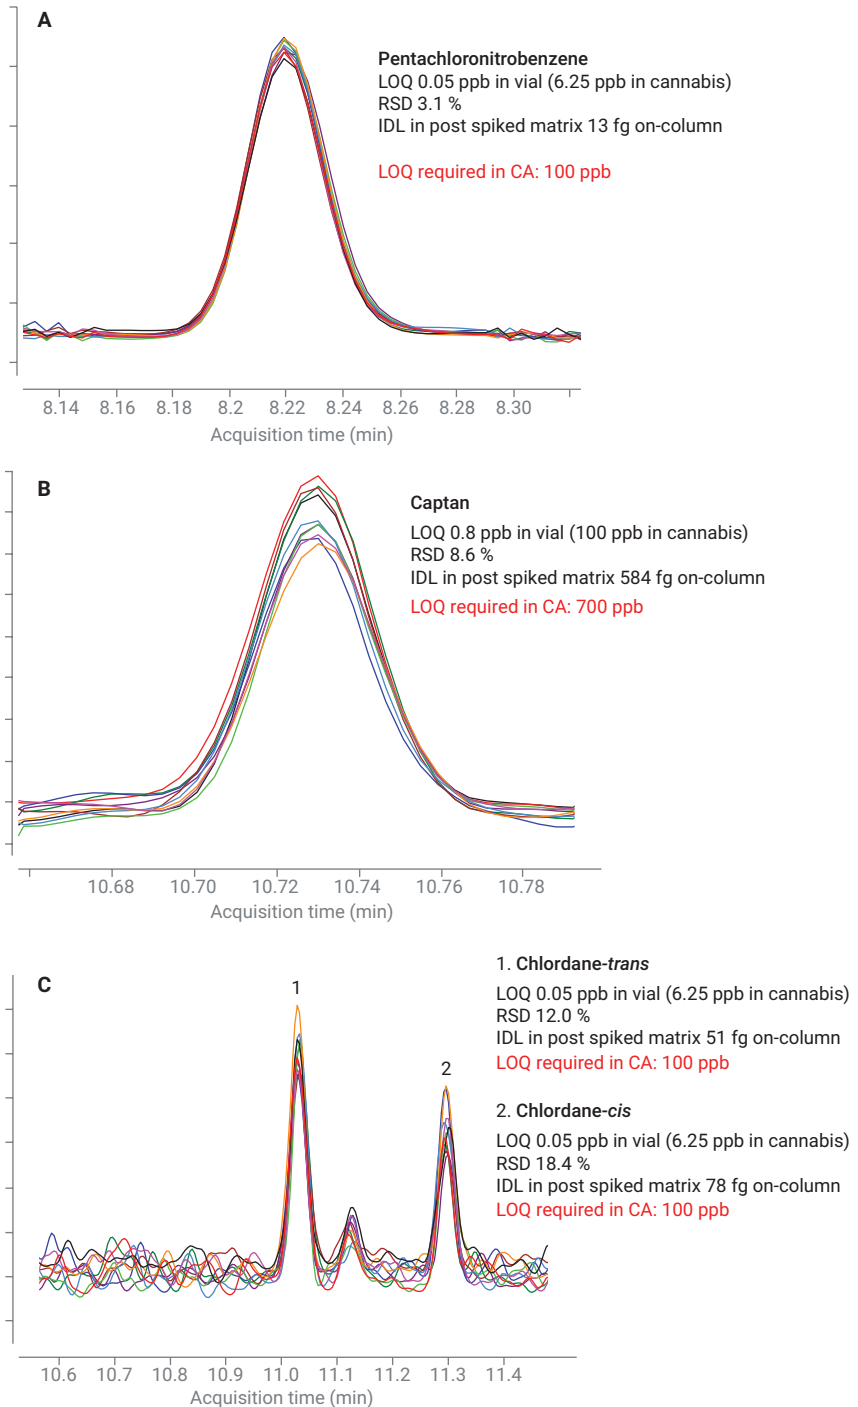 A
Pentachloronitrobenzene
LOQ 0.05 ppb in vial (6.25 ppb in cannabis)
RSD 3.1 %
IDL in post spiked matrix 13 fg on-column
LOQ required in CA: 100 ppb
8.14 8.16 8.18 8.2 8.22 8.24 8.26 8.28 8.30
Acquisition time (min)
B
Captan
LOQ 0.8 ppb in vial (100 ppb in cannabis)
RSD 8.6 %
IDL in post spiked matrix 584 fg on-column
LOQ required in CA: 700 ppb
10.68 10.70 10.72 10.74 10.76 10.78
Acquisition time (min)
C
1
2
1. Chlordane-trans
LOQ 0.05 ppb in vial (6.25 ppb in cannabis)
RSD 12.0 %
IDL in post spiked matrix 51 fg on-column
LOQ required in CA: 100 ppb
2. Chlordane-cis
LOQ 0.05 ppb in vial (6.25 ppb in cannabis)
RSD 18.4 %
IDL in post spiked matrix 78 fg on-column
LOQ required in CA: 100 ppb
10.6 10.7 10.8 10.9 11.0 11.1 11.2 11.3 11.4
Acquisition time (min)